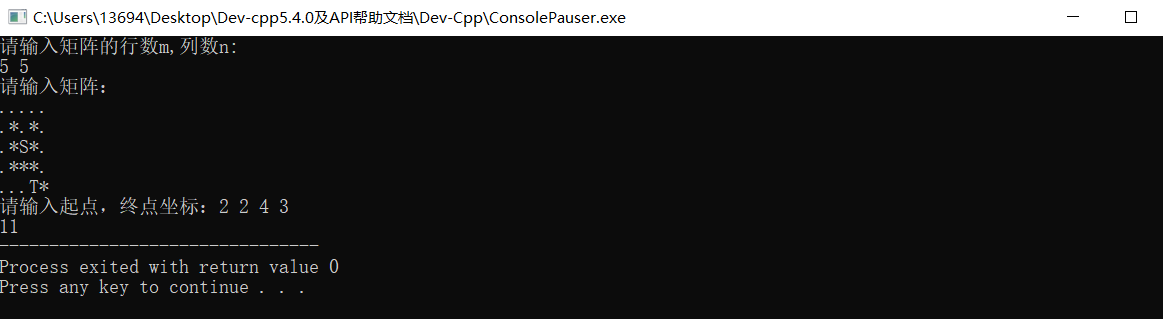 C:\Users\13694\Desktop\Dev-cpp5.4.0及API帮助文档\Dev-Cpp\ConsolePauser.exe
请输入矩阵的行数m,列数n:
5 5
请输入矩阵：
.....
.*.*.
.*S*.
.***.
...T*
请输入起点，终点坐标：2 2 4 3
11
--------------------------------
Process exited with return value 0
Press any key to continue . . .